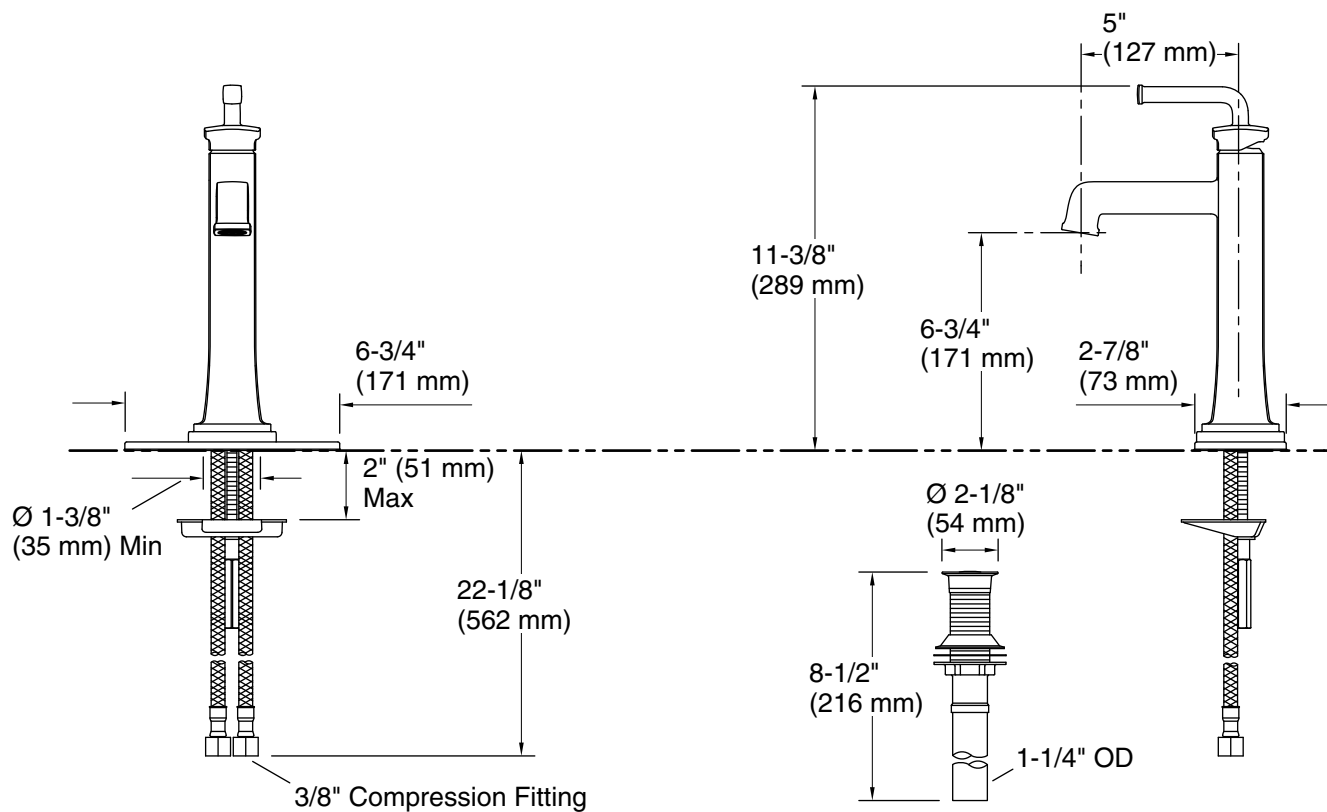 5"
(127 mm)
11-3/8"
(289 mm)
6-3/4"
(171 mm)
6-3/4"
(171 mm)
2-7/8"
(73 mm)
2" (51 mm)
Max
Ø 1-3/8"
(35 mm) Min
Ø 2-1/8"
(54 mm)
22-1/8"
(562 mm)
8-1/2"
(216 mm)
1-1/4" OD
3/8" Compression Fitting